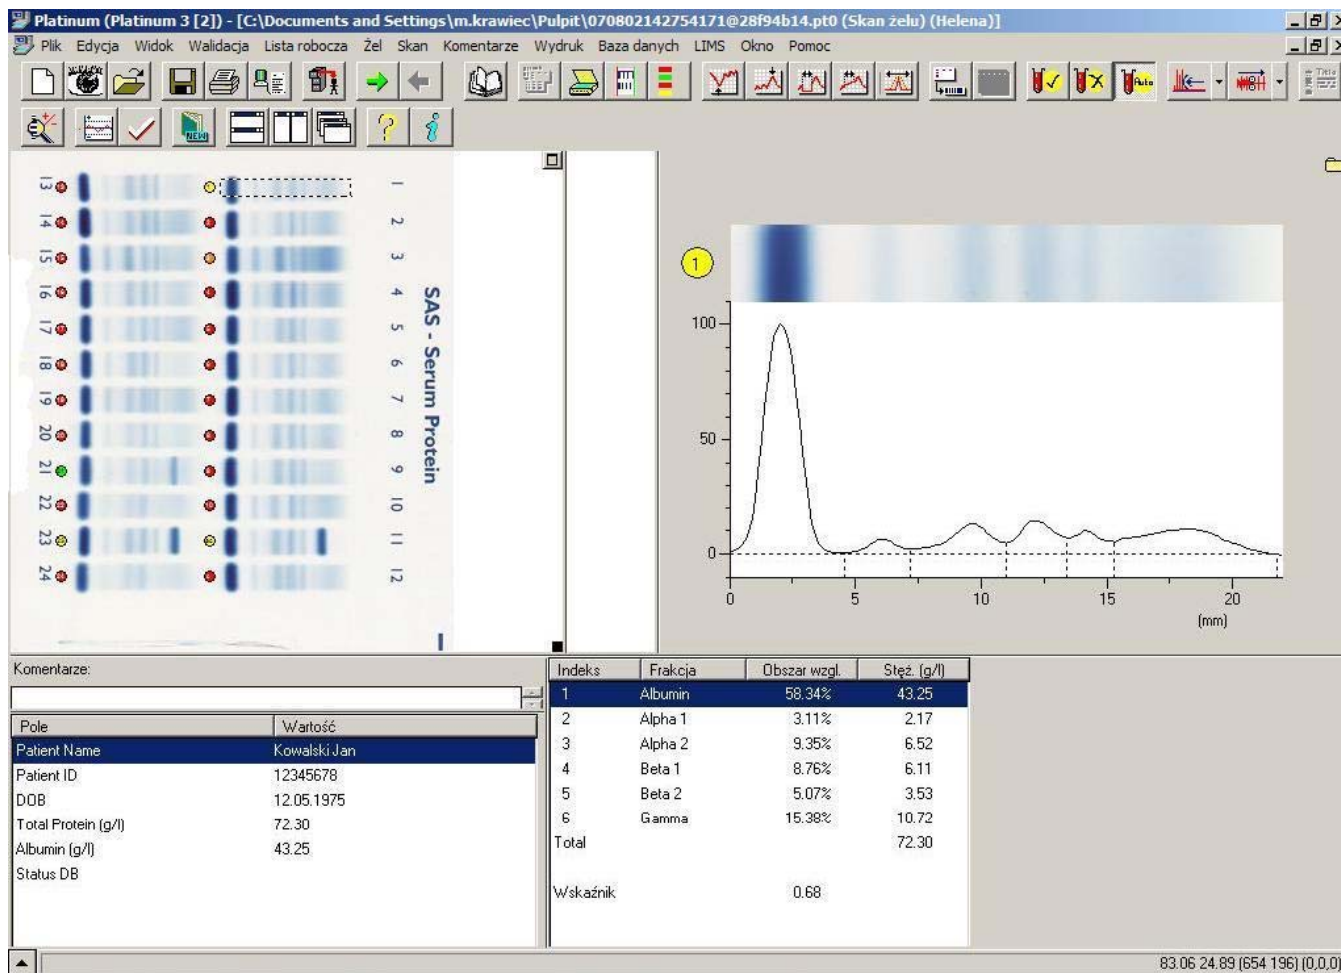 Platinum (Platinum 3 [2]) - [C:\Documents and Settings\m.krawiec\Pulpit\070802142754171@28f94b14.pt0 (Skan żelu) (Helena)]
Plik Edycja Widok Walidacja Lista robocza Żel Skan Komentarze Wydruk Baza danych LIMS Okno Pomoc
Auto
Title
NEW
13 1
14 2
15 3
16 4
17 5
18 6
19 7
20 8
21 9
22 10
23 11
24 12
SAS - Serum Protein
1
100
50
0
0 5 10 15 20
(mm)
Komentarze:
Pole Wartość
Patient Name Kowalski Jan
Patient ID 12345678
DOB 12.05.1975
Total Protein (g/l) 72.30
Albumin (g/l) 43.25
Status DB
Indeks Frakcja Obszar wzgl. Stęż. (g/l)
1 Albumin 58.34% 43.25
2 Alpha 1 3.11% 2.17
3 Alpha 2 9.35% 6.52
4 Beta 1 8.76% 6.11
5 Beta 2 5.07% 3.53
6 Gamma 15.38% 10.72
Total 72.30
Wskaźnik 0.68
83.06 24.89 (654 196) (0,0,0)